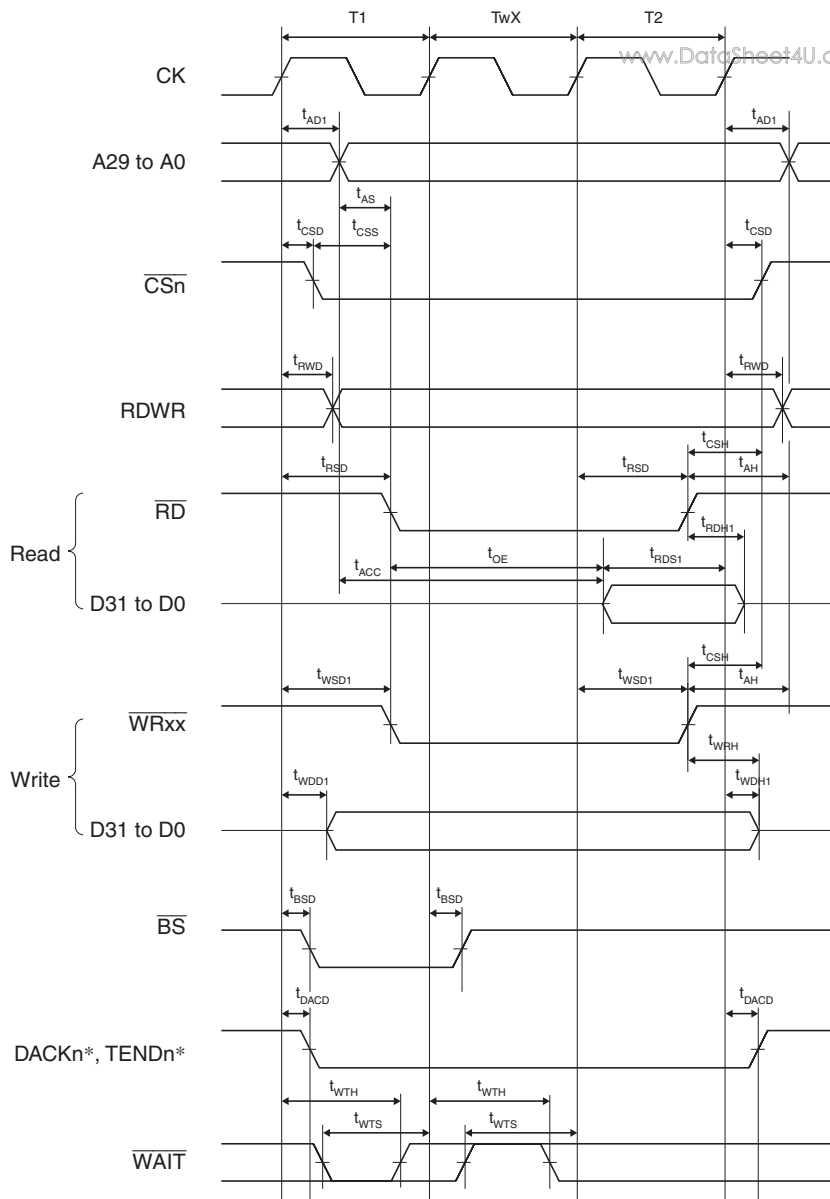 T1 TwX T2
www.DataSheet4U.c
CK
tAD1 tAD1
A29 to A0
tAS
tCSD tCSS tCSD
CSn
tRWD tRWD
RDWR
tCSH
tRSD tRSD tAH
RD
tRDH1
Read
tOE tRDS1
tACC
D31 to D0
tCSH
tWSD1 tWSD1 tAH
WRxx
tWRH
Write
tWDD1 tWDH1
D31 to D0
tBSD tBSD
BS
tDACD tDACD
DACKn*, TENDn*
tWTH tWTH
tWTS tWTS
WAIT